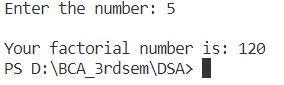 Enter the number: 5
Your factorial number is: 120
PS D:\BCA_3rdsem\DSA>